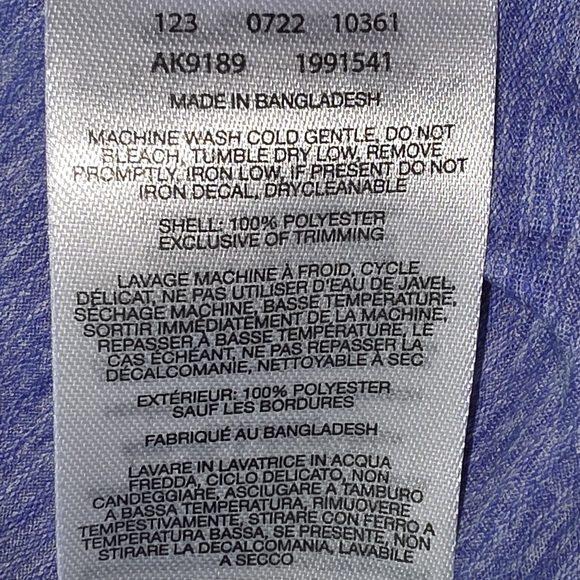 123 0722 10361
AK9189 1991541
MADE IN BANGLADESH
MACHINE WASH COLD GENTLE, DO NOT
BLEACH, TUMBLE DRY LOW, REMOVE
PROMPTLY, IRON LOW, IF PRESENT DO NOT
IRON DECAL, DRYCLEANABLE
SHELL: 100% POLYESTER
EXCLUSIVE OF TRIMMING
LAVAGE MACHINE À FROID, CYCLE
DÉLICAT, NE PAS UTILISER D'EAU DE JAVEL,
SÉCHAGE MACHINE, BASSE TEMPÉRATURE,
SORTIR IMMÉDIATEMENT DE LA MACHINE,
REPASSER À BASSE TEMPÉRATURE, LE
CAS ÉCHÉANT, NE PAS REPASSER LA
DÉCALCOMANIE, NETTOYABLE À SEC
EXTÉRIEUR: 100% POLYESTER
SAUF LES BORDURES
FABRIQUÉ AU BANGLADESH
LAVARE IN LAVATRICE IN ACQUA
FREDDA, CICLO DELICATO, NON
CANDEGGIARE, ASCIUGARE A TAMBURO
A BASSA TEMPERATURA, RIMUOVERE
TEMPESTIVAMENTE, STIRARE CON FERRO A
TEMPERATURA BASSA, SE PRESENTE, NON
STIRARE LA DECALCOMANIA, LAVABILE
A SECCO